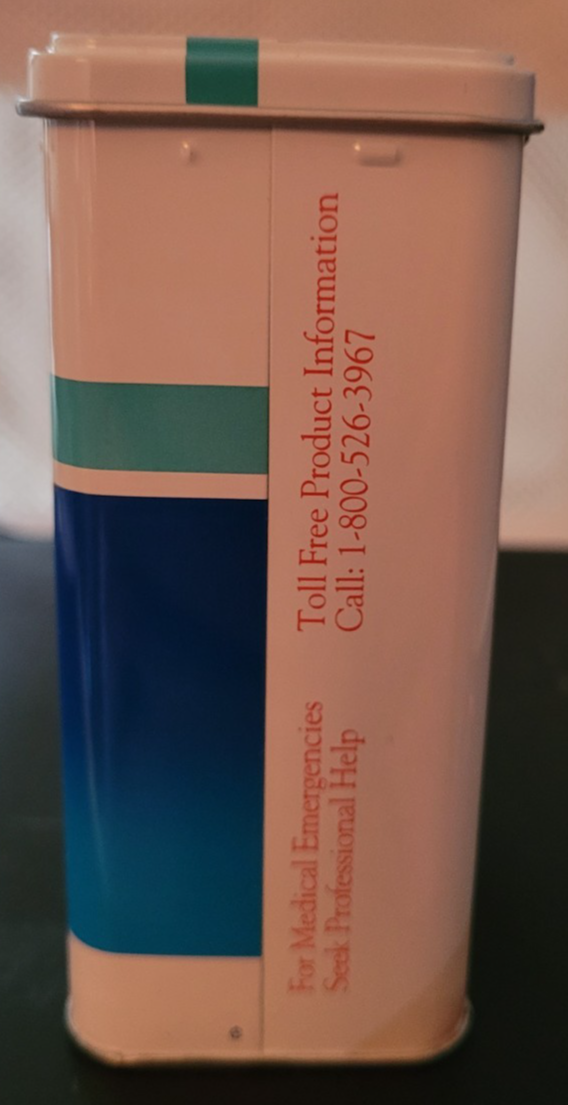 Toll Free Product Information
Call: 1-800-526-3967
For Medical Emergencies
Seek Professional Help